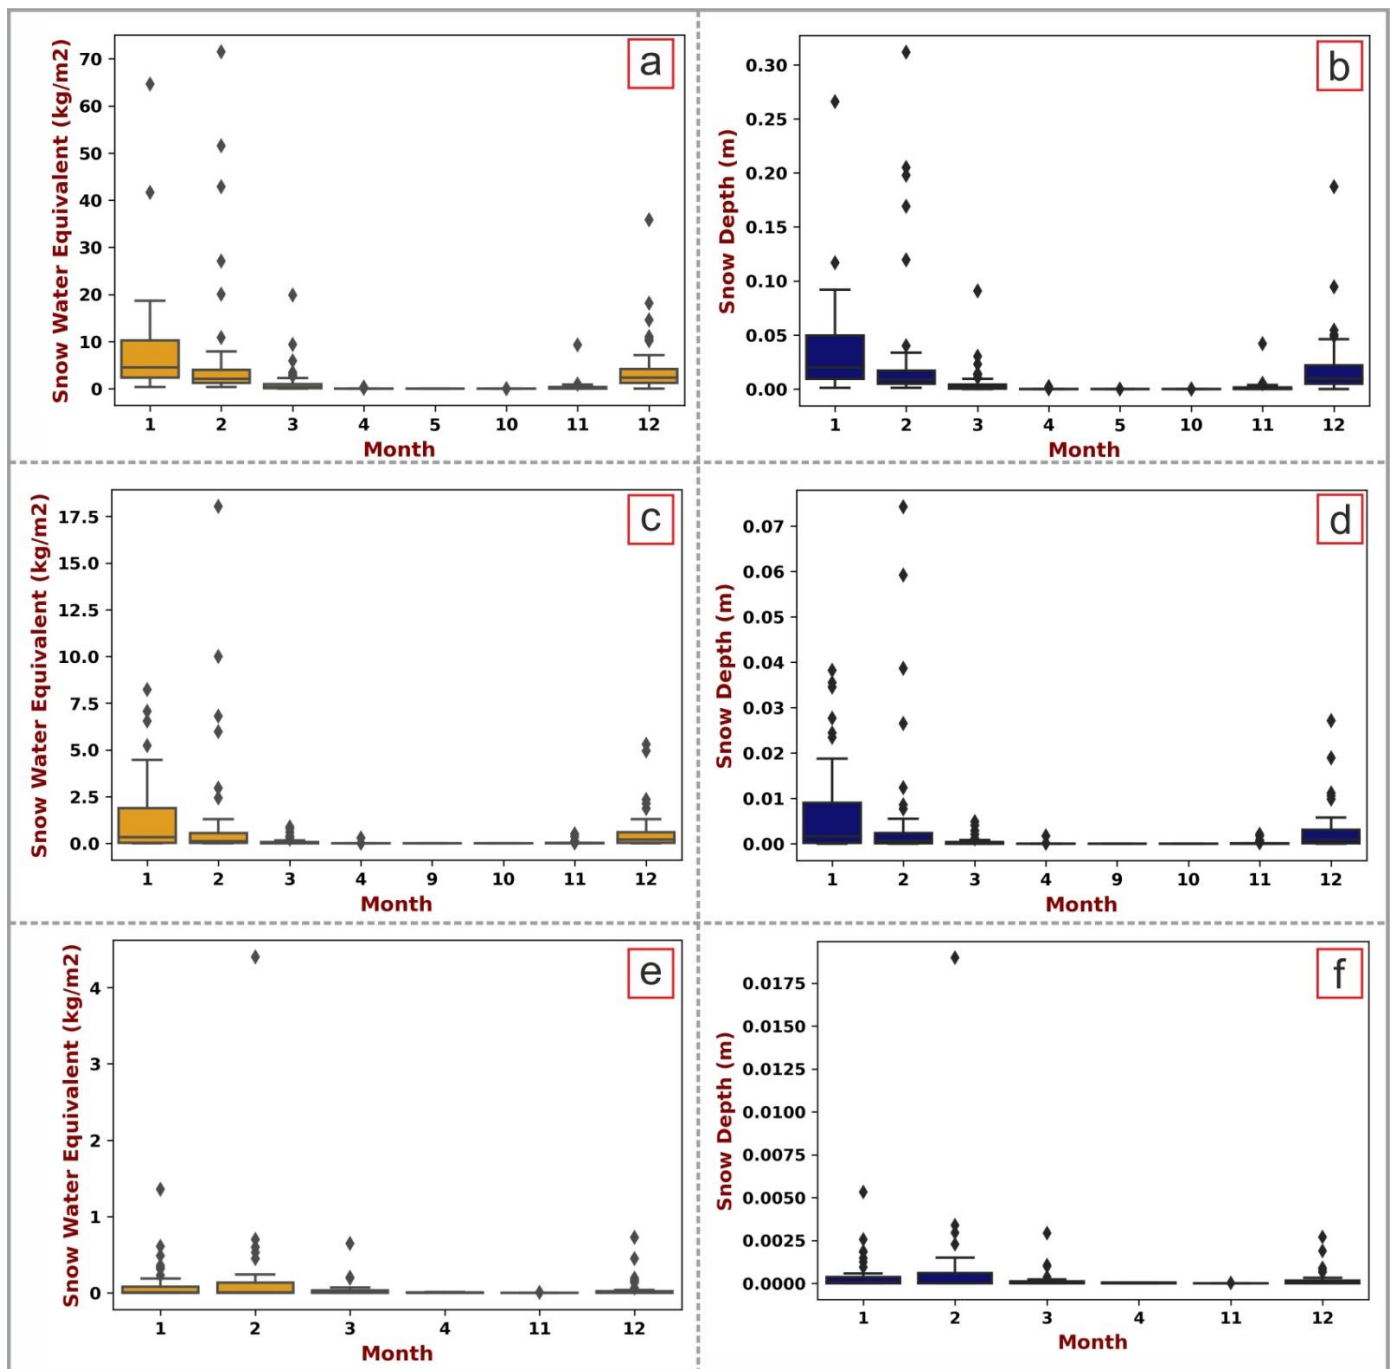 a
Snow Water Equivalent (kg/m2)
70
60
50
40
30
20
10
0
1 2 3 4 5 10 11 12
Month
b
Snow Depth (m)
0.30
0.25
0.20
0.15
0.10
0.05
0.00
1 2 3 4 5 10 11 12
Month
c
Snow Water Equivalent (kg/m2)
17.5
15.0
12.5
10.0
7.5
5.0
2.5
0.0
1 2 3 4 9 10 11 12
Month
d
Snow Depth (m)
0.07
0.06
0.05
0.04
0.03
0.02
0.01
0.00
1 2 3 4 9 10 11 12
Month
e
Snow Water Equivalent (kg/m2)
4
3
2
1
0
1 2 3 4 11 12
Month
f
Snow Depth (m)
0.0175
0.0150
0.0125
0.0100
0.0075
0.0050
0.0025
0.0000
1 2 3 4 11 12
Month